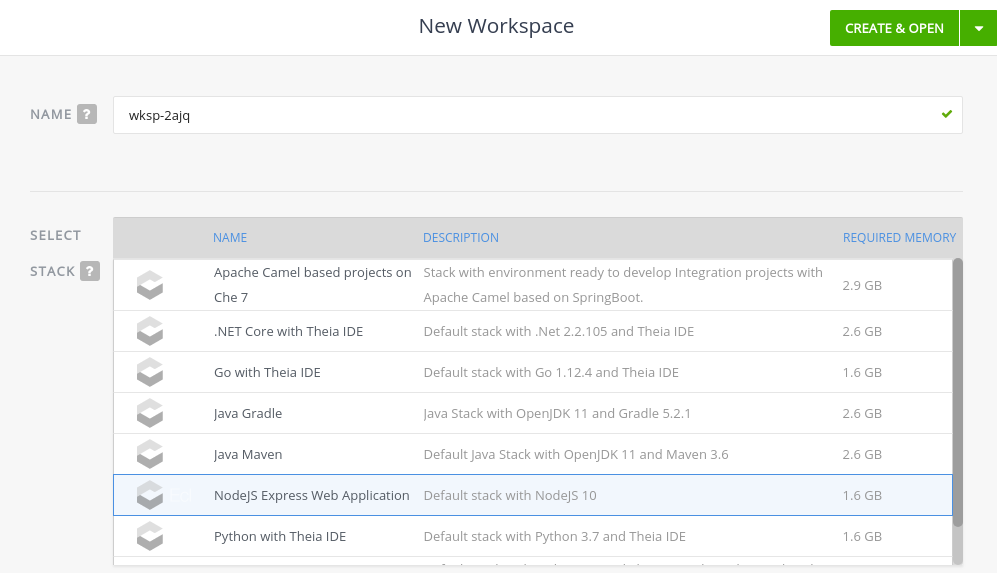 New Workspace
CREATE & OPEN
NAME ?
wksp-2ajq
SELECT
STACK ?
NAME DESCRIPTION REQUIRED MEMORY
Apache Camel based projects on
Che 7
Stack with environment ready to develop Integration projects with
Apache Camel based on SpringBoot.
2.9 GB
.NET Core with Theia IDE Default stack with .Net 2.2.105 and Theia IDE 2.6 GB
Go with Theia IDE Default stack with Go 1.12.4 and Theia IDE 1.6 GB
Java Gradle Java Stack with OpenJDK 11 and Gradle 5.2.1 2.6 GB
Java Maven Default Java Stack with OpenJDK 11 and Maven 3.6 2.6 GB
NodeJS Express Web Application Default stack with NodeJS 10 1.6 GB
Python with Theia IDE Default stack with Python 3.7 and Theia IDE 1.6 GB